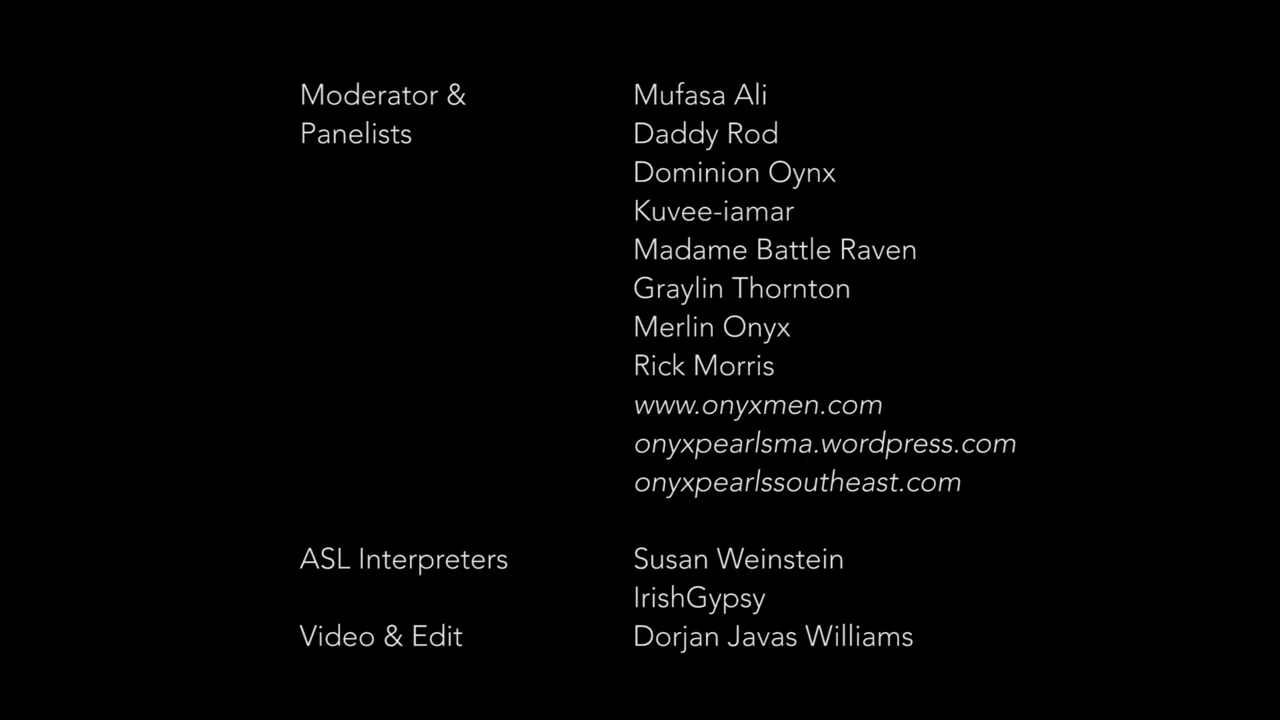 Moderator & Mufasa Ali
Panelists Daddy Rod
Dominion Oynx
Kuvee-iamar
Madame Battle Raven
Graylin Thornton
Merlin Onyx
Rick Morris
www.onyxmen.com
onyxpearlsma.wordpress.com
onyxpearlssoutheast.com
ASL Interpreters Susan Weinstein
IrishGypsy
Video & Edit Dorjan Javas Williams